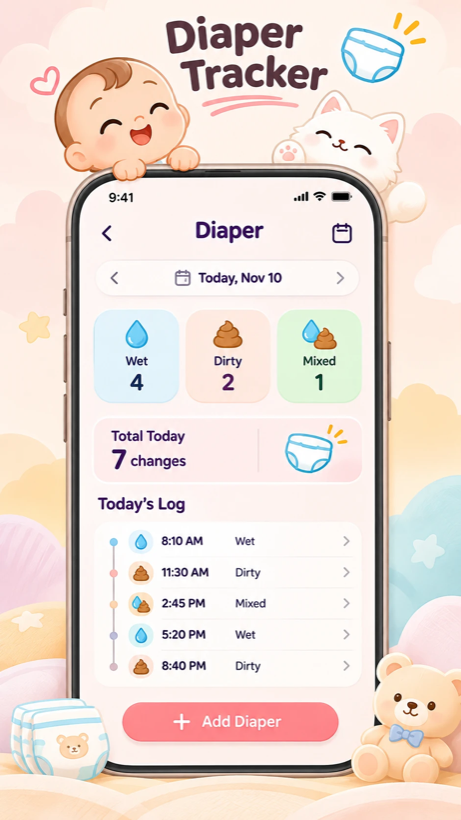 Diaper
Tracker
9:41
Diaper
Today, Nov 10
Wet
4
Dirty
2
Mixed
1
Total Today
7 changes
Today's Log
8:10 AM Wet
11:30 AM Dirty
2:45 PM Mixed
5:20 PM Wet
8:40 PM Dirty
+ Add Diaper